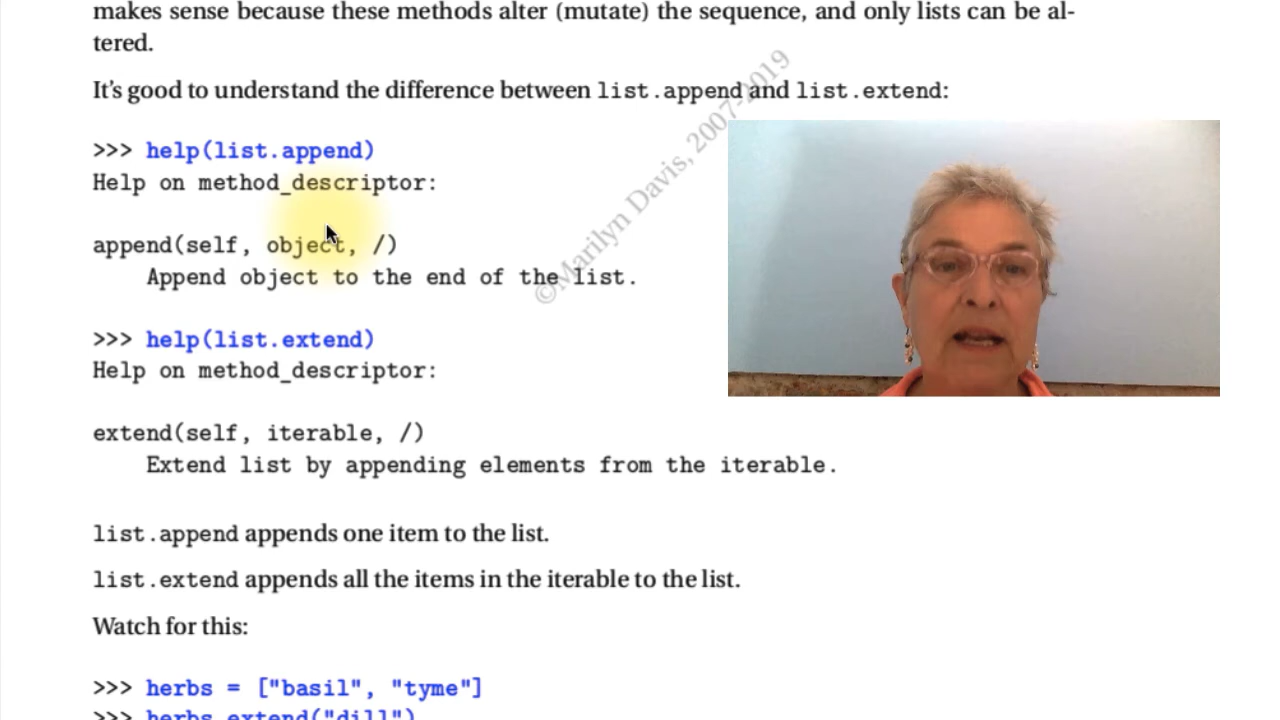 makes sense because these methods alter (mutate) the sequence, and only lists can be al-
tered.
It's good to understand the difference between list.append and list.extend:
>>> help(list.append)
Help on method_descriptor:
append(self, object, /)
Append object to the end of the list.
>>> help(list.extend)
Help on method_descriptor:
extend(self, iterable, /)
Extend list by appending elements from the iterable.
list.append appends one item to the list.
list.extend appends all the items in the iterable to the list.
Watch for this:
>>> herbs = ["basil", "tyme"]
>>> herbs.extend("dill")
©Marilyn Davis, 2007-2019